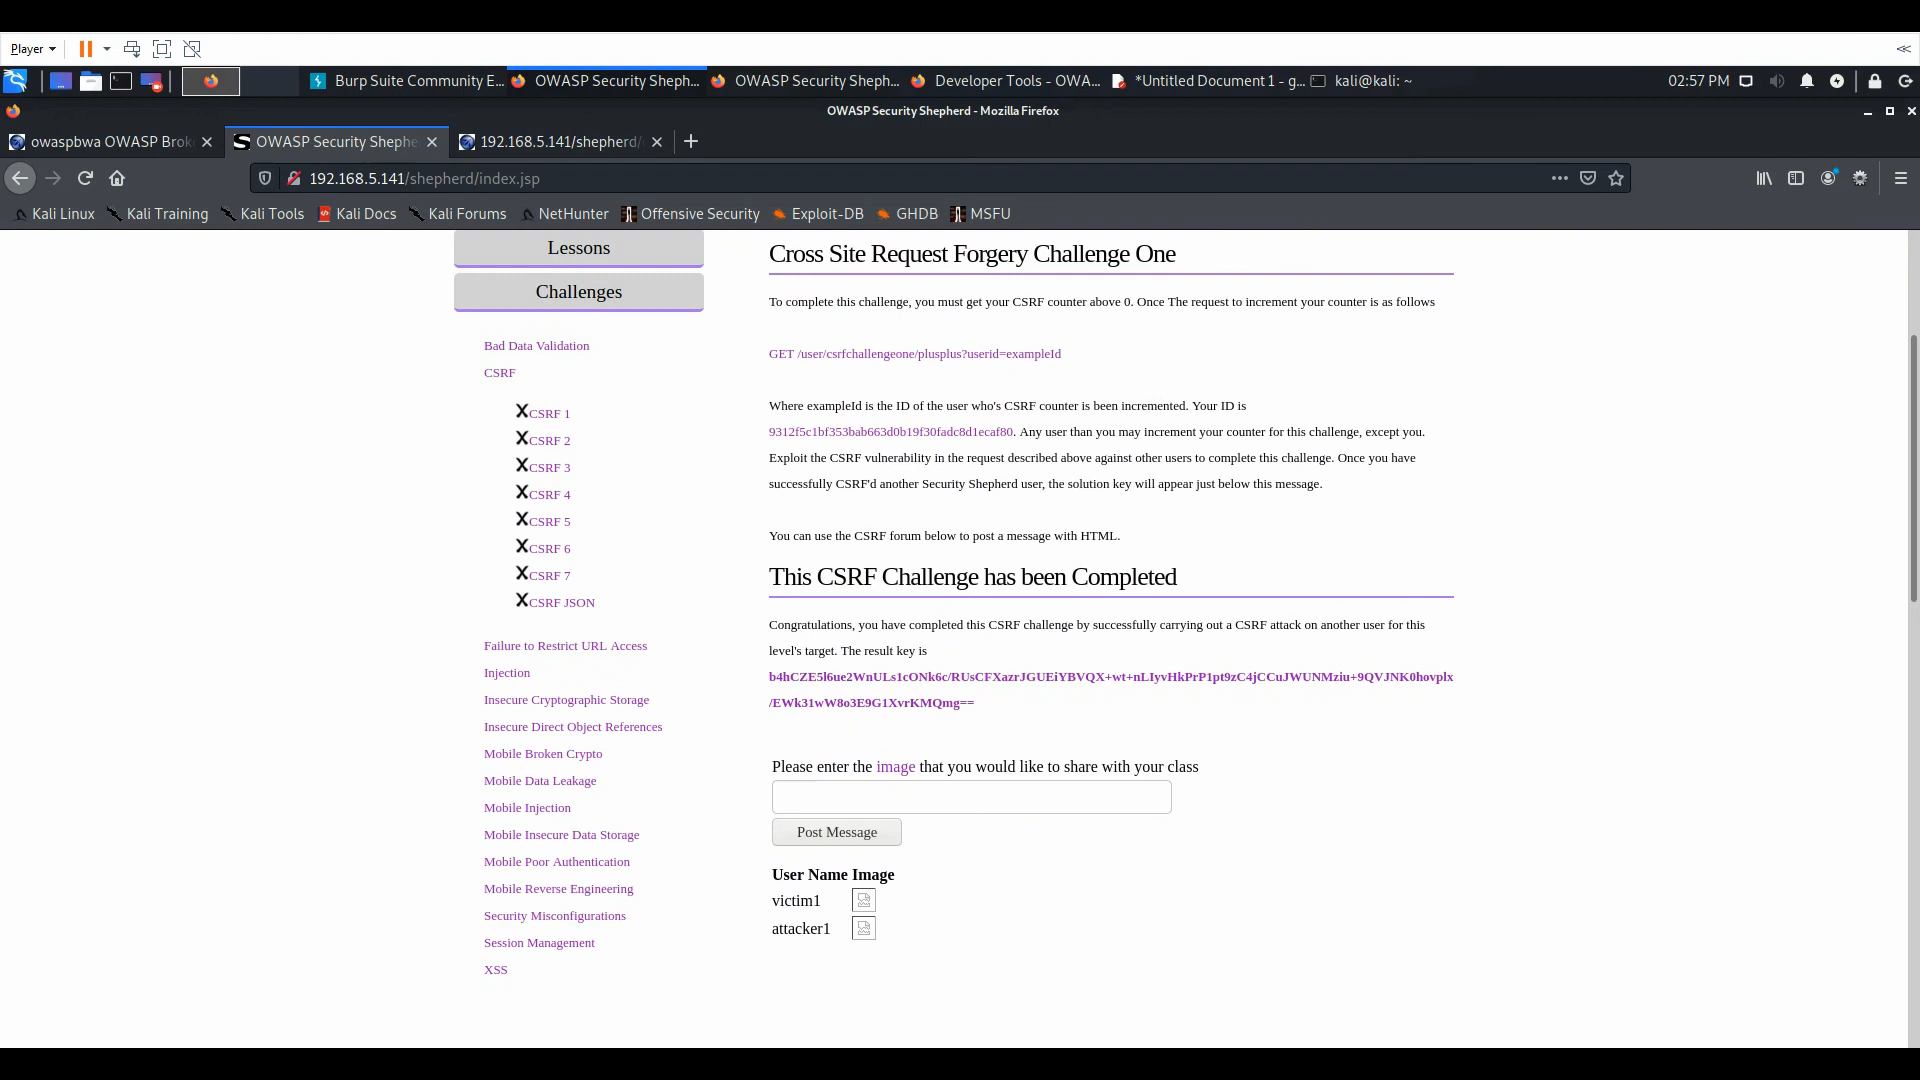 Player
Burp Suite Community E...
OWASP Security Sheph...
OWASP Security Sheph...
Developer Tools - OWA...
*Untitled Document 1 - g...
kali@kali: ~
02:57 PM
OWASP Security Shepherd - Mozilla Firefox
owaspbwa OWASP Brok
OWASP Security Shephe
192.168.5.141/shepherd/
192.168.5.141/shepherd/index.jsp
Kali Linux
Kali Training
Kali Tools
Kali Docs
Kali Forums
NetHunter
Offensive Security
Exploit-DB
GHDB
MSFU
Lessons
Challenges
Bad Data Validation
CSRF
X CSRF 1
X CSRF 2
X CSRF 3
X CSRF 4
X CSRF 5
X CSRF 6
X CSRF 7
X CSRF JSON
Failure to Restrict URL Access
Injection
Insecure Cryptographic Storage
Insecure Direct Object References
Mobile Broken Crypto
Mobile Data Leakage
Mobile Injection
Mobile Insecure Data Storage
Mobile Poor Authentication
Mobile Reverse Engineering
Security Misconfigurations
Session Management
XSS
Cross Site Request Forgery Challenge One
To complete this challenge, you must get your CSRF counter above 0. Once The request to increment your counter is as follows
GET /user/csrfchallengeone/plusplus?userid=exampleId
Where exampleId is the ID of the user who's CSRF counter is been incremented. Your ID is
9312f5c1bf353bab663d0b19f30fadc8d1ecaf80. Any user than you may increment your counter for this challenge, except you.
Exploit the CSRF vulnerability in the request described above against other users to complete this challenge. Once you have
successfully CSRF'd another Security Shepherd user, the solution key will appear just below this message.
You can use the CSRF forum below to post a message with HTML.
This CSRF Challenge has been Completed
Congratulations, you have completed this CSRF challenge by successfully carrying out a CSRF attack on another user for this
level's target. The result key is
b4hCZE5l6ue2WnULs1cONk6c/RUsCFXazrJGUEiYBVQX+wt+nLIyvHkPrP1pt9zC4jCCuJWUNMziu+9QVJNK0hovplx
/EWk31wW8o3E9G1XvrKMQmg==
Please enter the image that you would like to share with your class
Post Message
User Name Image
victim1
attacker1